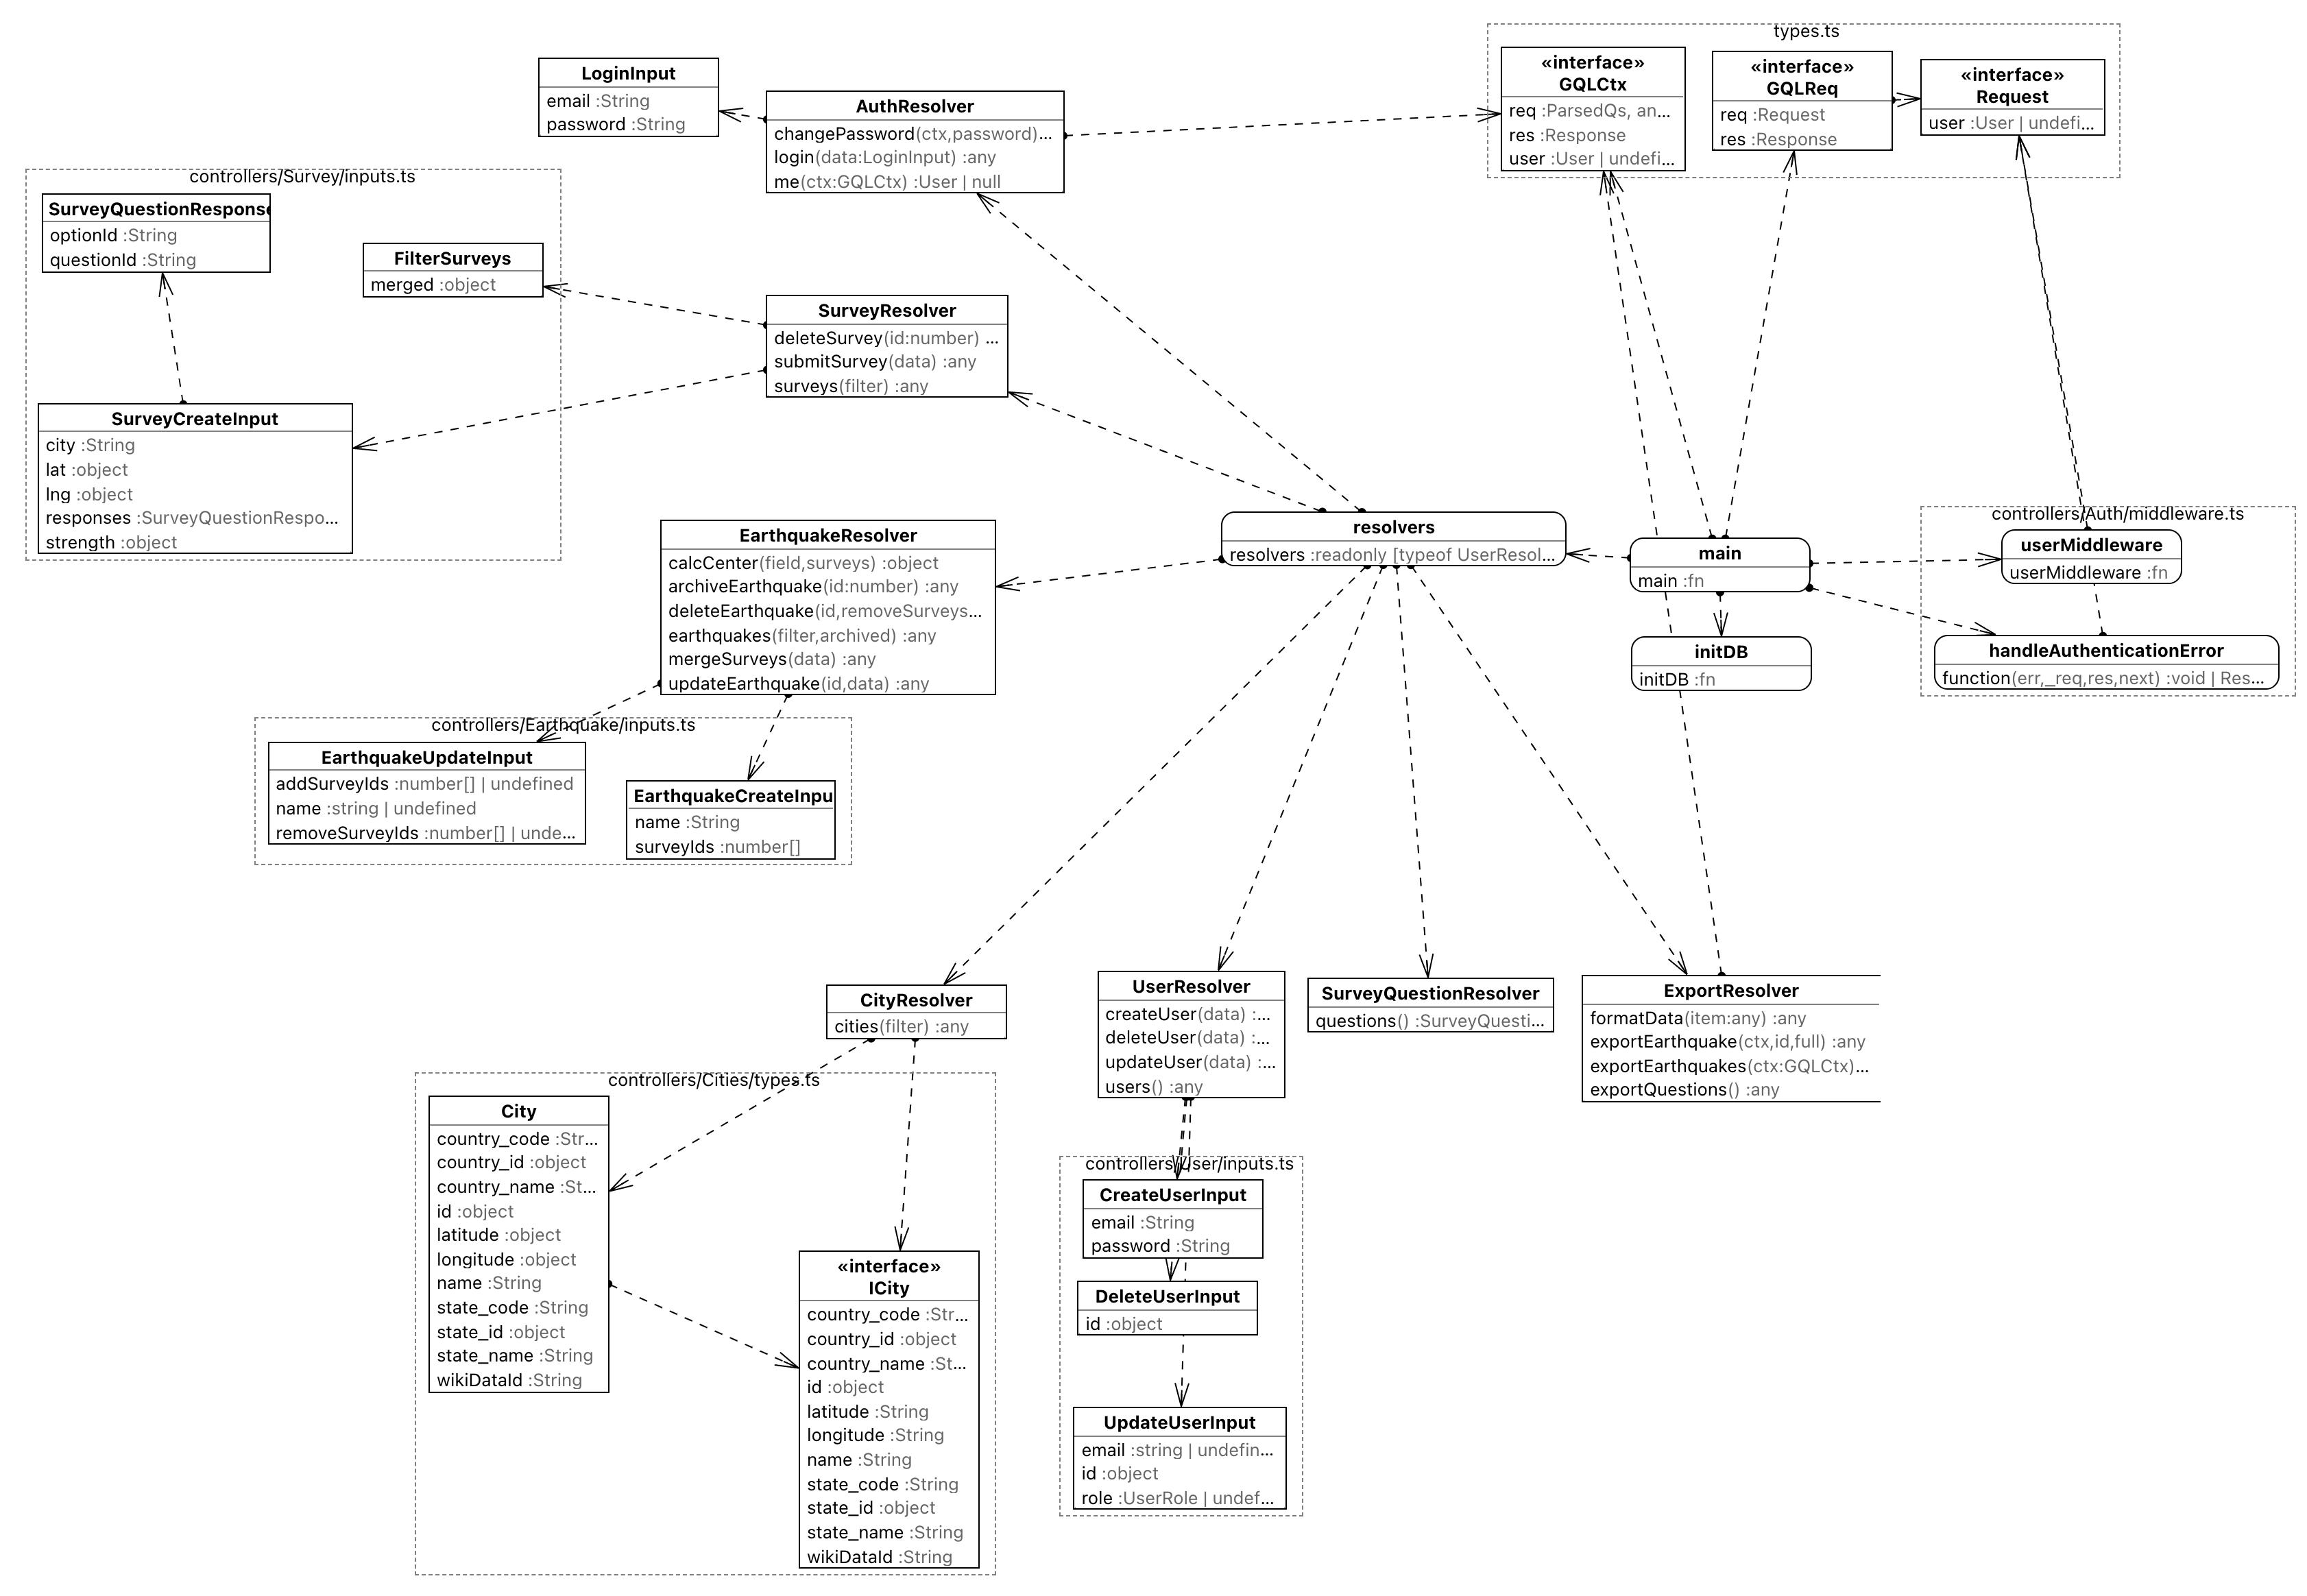 types.ts
«interface»
GQLCtx
req :ParsedQs, an...
res :Response
user :User | undefi...
«interface»
GQLReq
req :Request
res :Response
«interface»
Request
user :User | undefi...
LoginInput
email :String
password :String
AuthResolver
changePassword(ctx,password)...
login(data:LoginInput) :any
me(ctx:GQLCtx) :User | null
controllers/Survey/inputs.ts
SurveyQuestionResponse
optionId :String
questionId :String
FilterSurveys
merged :object
SurveyCreateInput
city :String
lat :object
lng :object
responses :SurveyQuestionRespo...
strength :object
SurveyResolver
deleteSurvey(id:number) ...
submitSurvey(data) :any
surveys(filter) :any
EarthquakeResolver
calcCenter(field,surveys) :object
archiveEarthquake(id:number) :any
deleteEarthquake(id,removeSurveys...
earthquakes(filter,archived) :any
mergeSurveys(data) :any
updateEarthquake(id,data) :any
resolvers
resolvers :readonly [typeof UserResol...
main
main :fn
initDB
initDB :fn
controllers/Auth/middleware.ts
userMiddleware
userMiddleware :fn
handleAuthenticationError
function(err,_req,res,next) :void | Res...
controllers/Earthquake/inputs.ts
EarthquakeUpdateInput
addSurveyIds :number[] | undefined
name :string | undefined
removeSurveyIds :number[] | unde...
EarthquakeCreateInpu
name :String
surveyIds :number[]
CityResolver
cities(filter) :any
UserResolver
createUser(data) :...
deleteUser(data) :...
updateUser(data) :...
users() :any
SurveyQuestionResolver
questions() :SurveyQuesti...
ExportResolver
formatData(item:any) :any
exportEarthquake(ctx,id,full) :any
exportEarthquakes(ctx:GQLCtx)...
exportQuestions() :any
controllers/Cities/types.ts
City
country_code :Str...
country_id :object
country_name :St...
id :object
latitude :object
longitude :object
name :String
state_code :String
state_id :object
state_name :String
wikiDataId :String
«interface»
ICity
country_code :Str...
country_id :object
country_name :St...
id :object
latitude :String
longitude :String
name :String
state_code :String
state_id :object
state_name :String
wikiDataId :String
controllers/User/inputs.ts
CreateUserInput
email :String
password :String
DeleteUserInput
id :object
UpdateUserInput
email :string | undefin...
id :object
role :UserRole | undef...